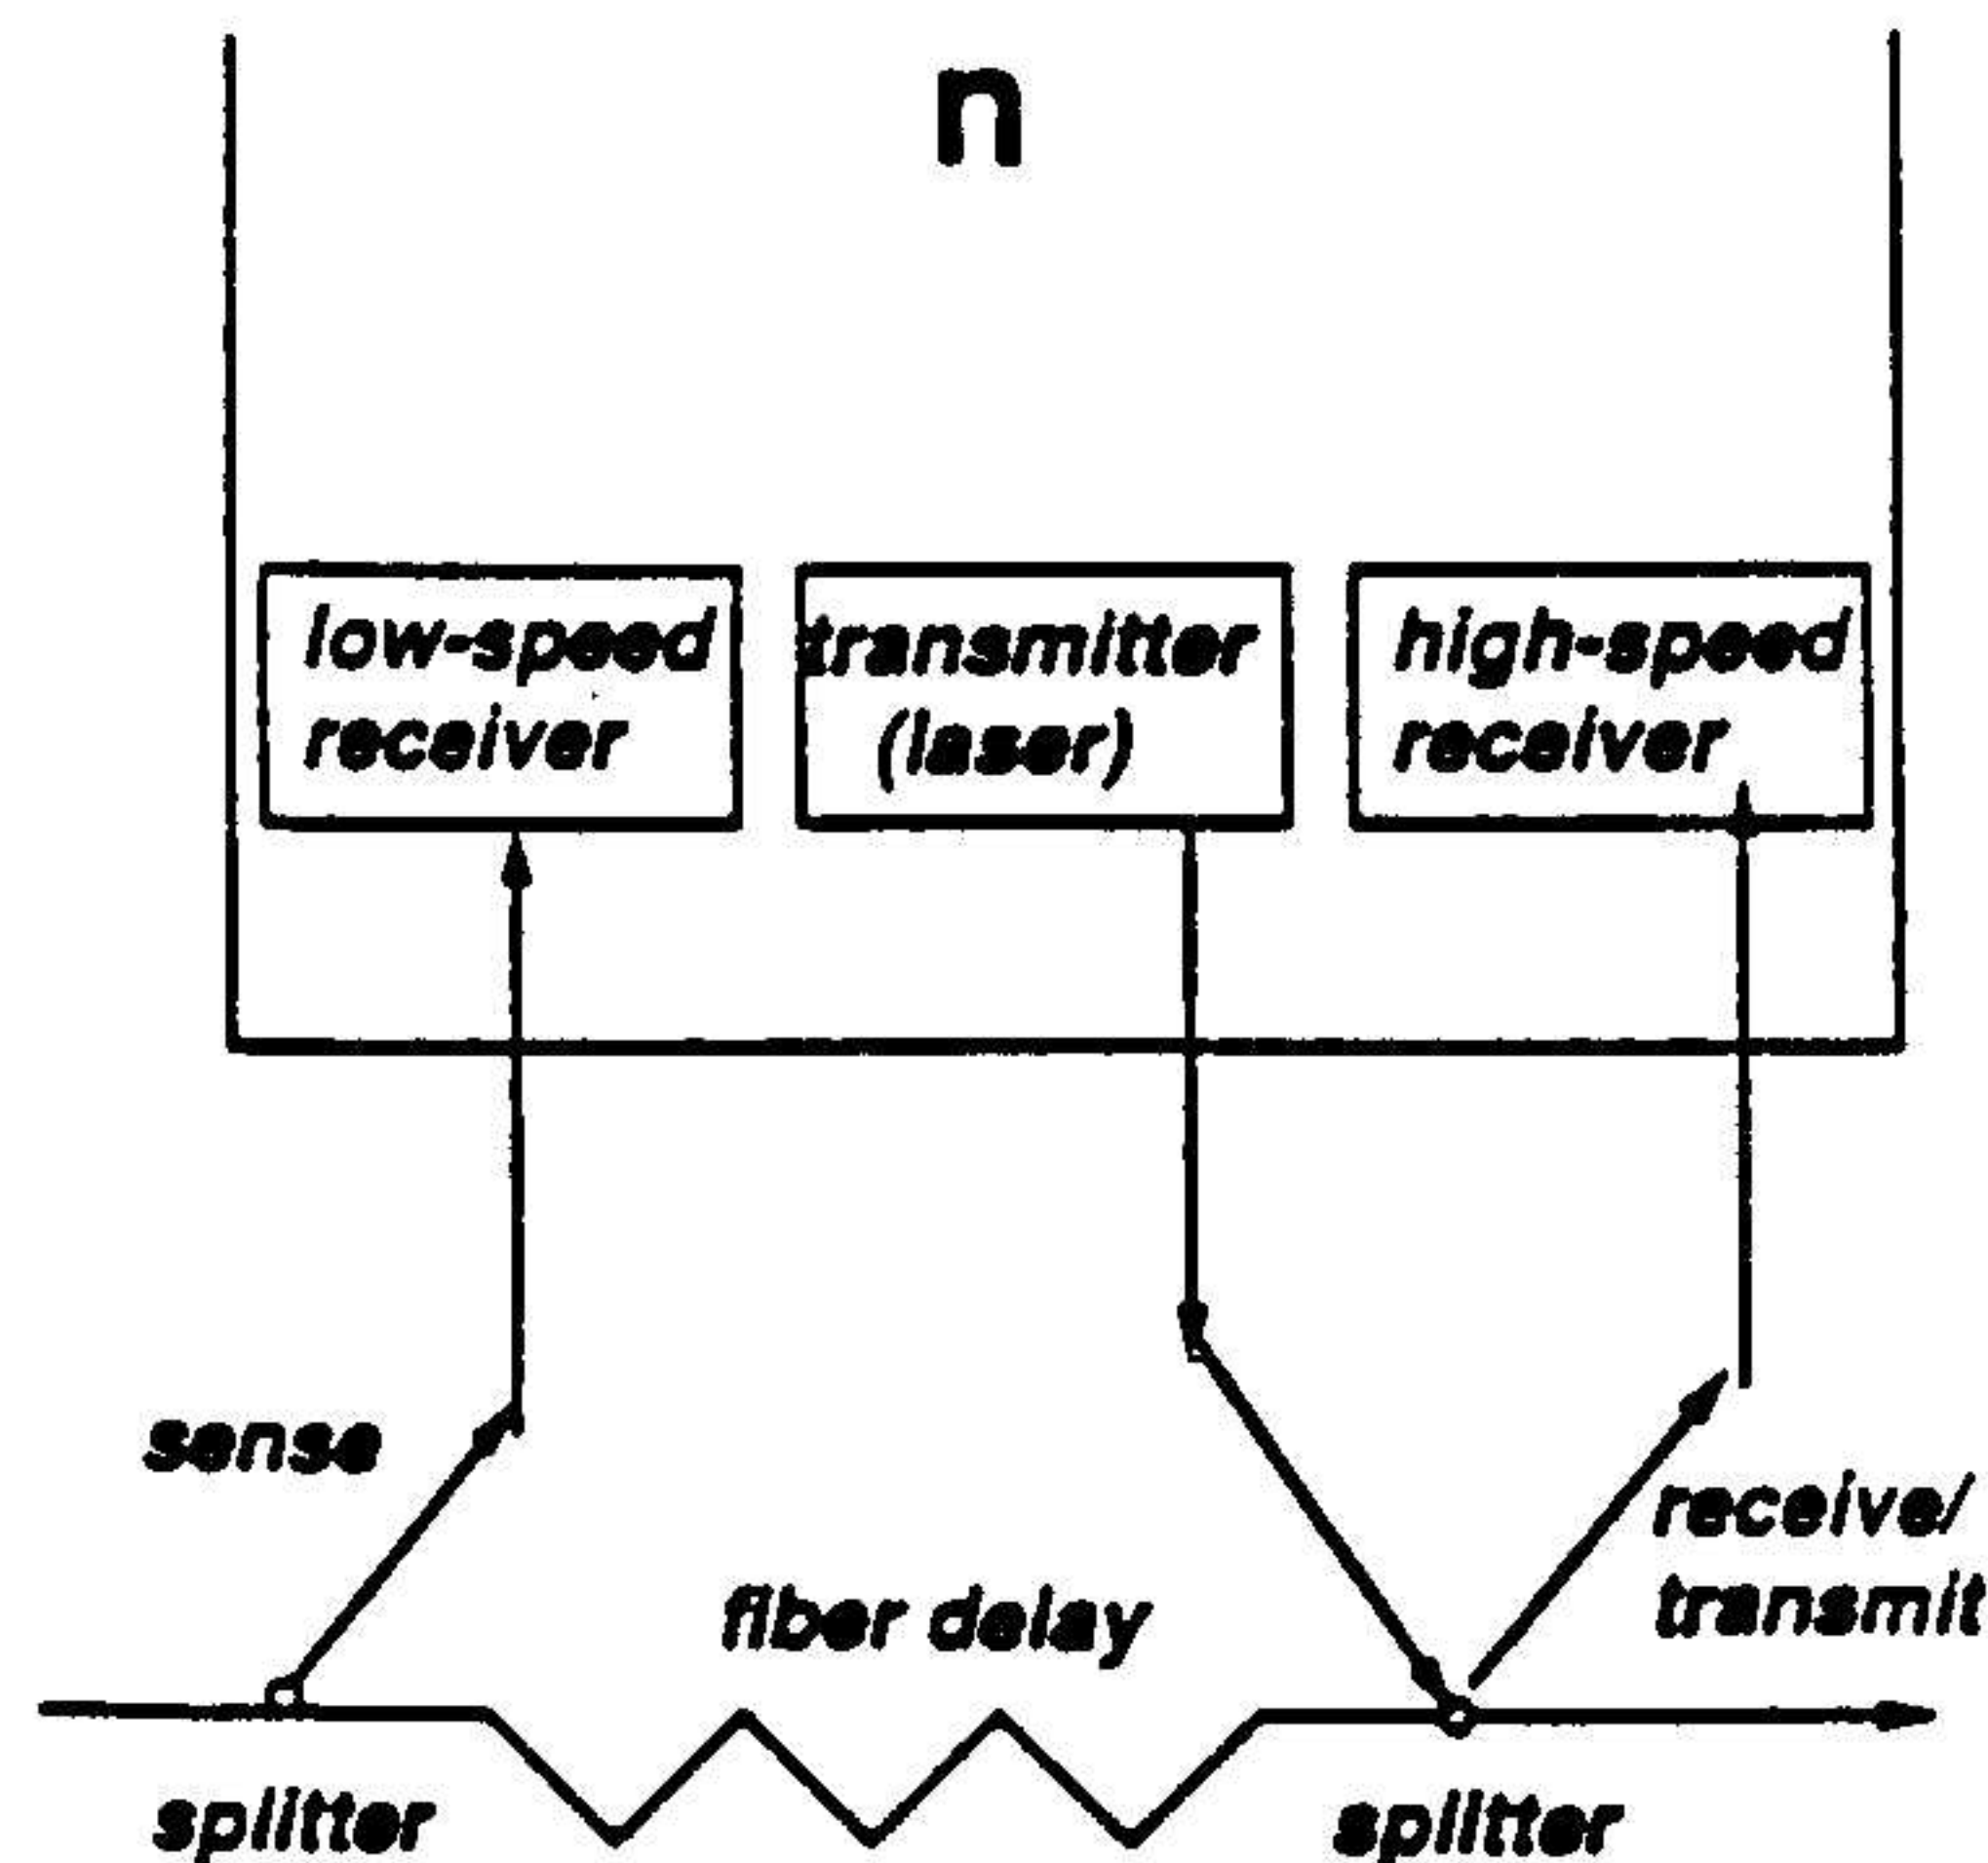 n
low-speed
receiver
transmitter
(laser)
high-speed
receiver
sense
receive/
transmit
fiber delay
splitter
splitter